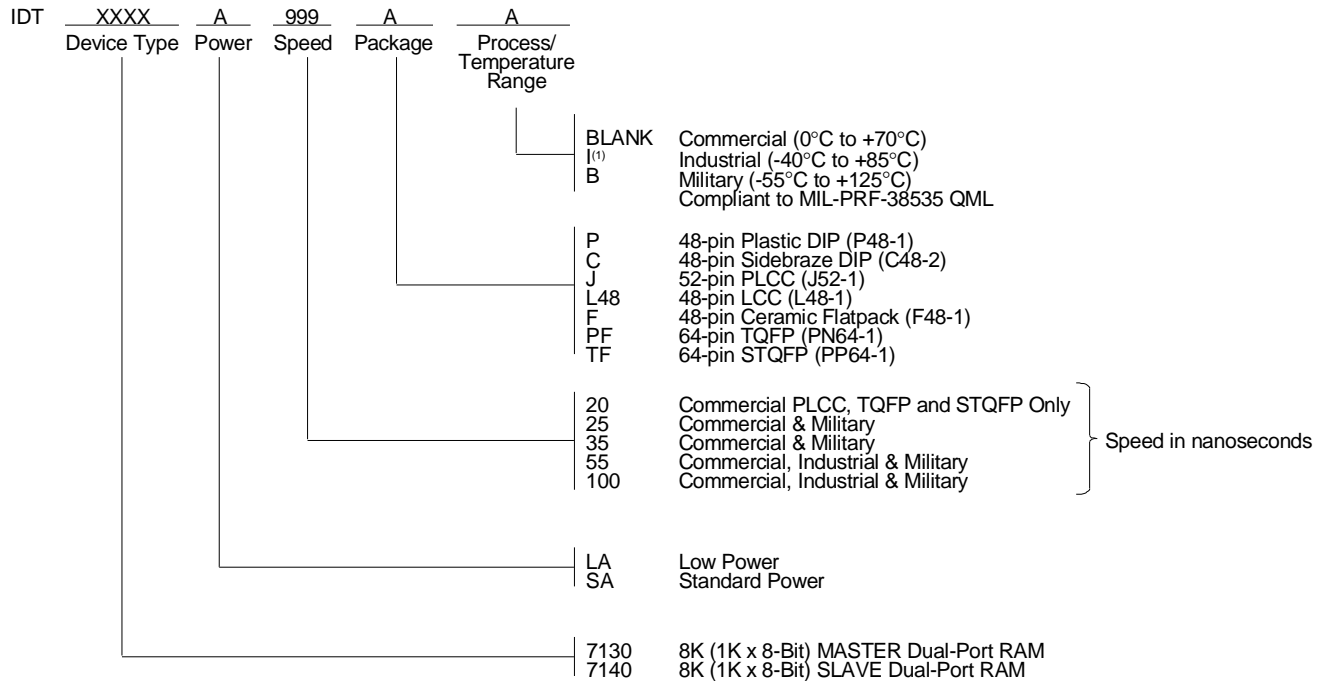 IDT XXXX A 999 A A
Device Type Power Speed Package Process/
Temperature
Range
BLANK Commercial (0°C to +70°C)
I(1) Industrial (-40°C to +85°C)
B Military (-55°C to +125°C)
Compliant to MIL-PRF-38535 QML
P 48-pin Plastic DIP (P48-1)
C 48-pin Sidebraze DIP (C48-2)
J 52-pin PLCC (J52-1)
L48 48-pin LCC (L48-1)
F 48-pin Ceramic Flatpack (F48-1)
PF 64-pin TQFP (PN64-1)
TF 64-pin STQFP (PP64-1)
20 Commercial PLCC, TQFP and STQFP Only
25 Commercial & Military
35 Commercial & Military Speed in nanoseconds
55 Commercial, Industrial & Military
100 Commercial, Industrial & Military
LA Low Power
SA Standard Power
7130 8K (1K x 8-Bit) MASTER Dual-Port RAM
7140 8K (1K x 8-Bit) SLAVE Dual-Port RAM